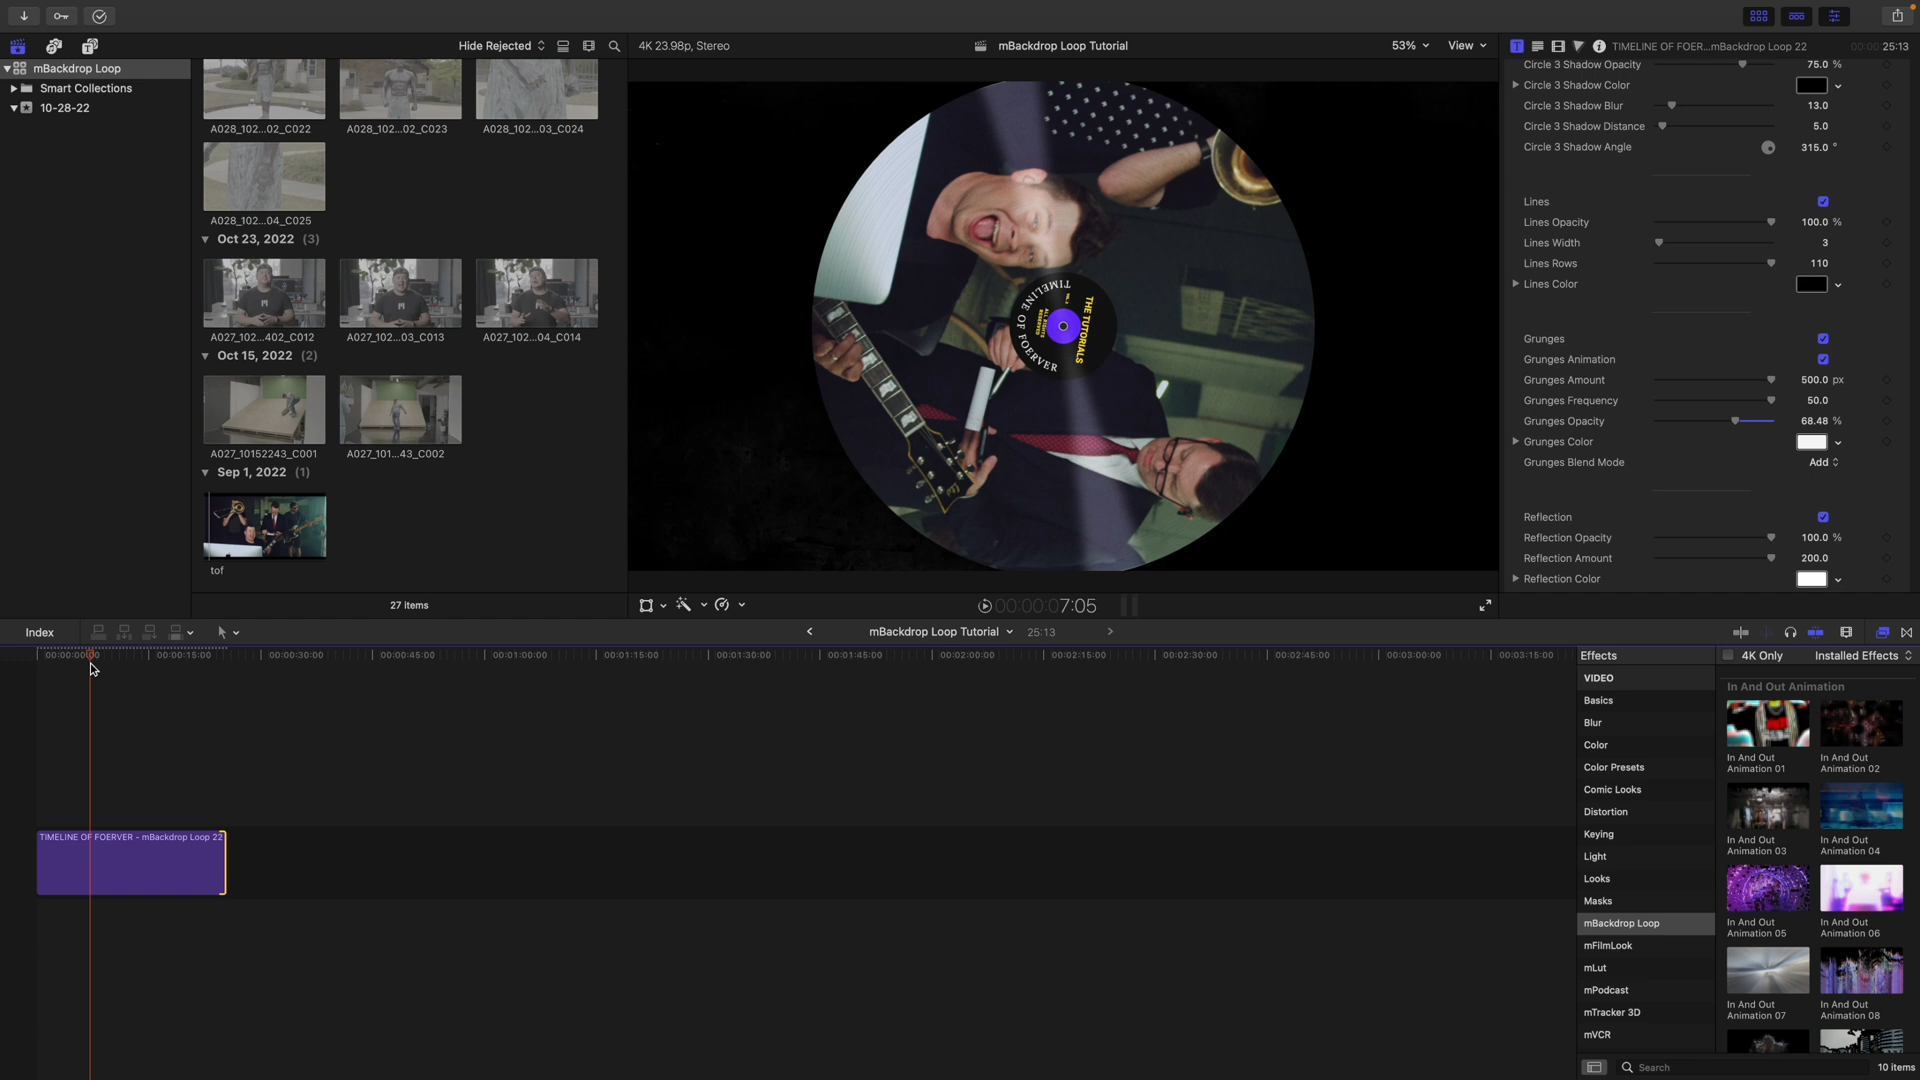 Hide Rejected
4K 23.98p, Stereo
mBackdrop Loop Tutorial
53%
View
TIMELINE OF FOER...mBackdrop Loop 22
00:00:25:13
mBackdrop Loop
Smart Collections
10-28-22
A028_102...02_C022
A028_102...02_C023
A028_102...03_C024
A028_102...04_C025
Oct 23, 2022 (3)
A027_102...402_C012
A027_102...03_C013
A027_102...04_C014
Oct 15, 2022 (2)
A027_10152243_C001
A027_101...43_C002
Sep 1, 2022 (1)
tof
27 items
TIMELINE OF FOERVER
THE TUTORIALS
ALL RIGHTS
RESERVED
Circle 3 Shadow Opacity 75.0 %
Circle 3 Shadow Color
Circle 3 Shadow Blur 13.0
Circle 3 Shadow Distance 5.0
Circle 3 Shadow Angle 315.0 °
Lines
Lines Opacity 100.0 %
Lines Width 3
Lines Rows 110
Lines Color
Grunges
Grunges Animation
Grunges Amount 500.0 px
Grunges Frequency 50.0
Grunges Opacity 68.48 %
Grunges Color
Grunges Blend Mode Add
Reflection
Reflection Opacity 100.0 %
Reflection Amount 200.0
Reflection Color
00:00:07:05
Index
mBackdrop Loop Tutorial
25:13
00:00:00:00
00:00:15:00
00:00:30:00
00:00:45:00
00:01:00:00
00:01:15:00
00:01:30:00
00:01:45:00
00:02:00:00
00:02:15:00
00:02:30:00
00:02:45:00
00:03:00:00
00:03:15:00
TIMELINE OF FOERVER - mBackdrop Loop 22
Effects
4K Only
Installed Effects
VIDEO
Basics
Blur
Color
Color Presets
Comic Looks
Distortion
Keying
Light
Looks
Masks
mBackdrop Loop
mFilmLook
mLut
mPodcast
mTracker 3D
mVCR
In And Out Animation
In And Out
Animation 01
In And Out
Animation 02
In And Out
Animation 03
In And Out
Animation 04
In And Out
Animation 05
In And Out
Animation 06
In And Out
Animation 07
In And Out
Animation 08
Search
10 items